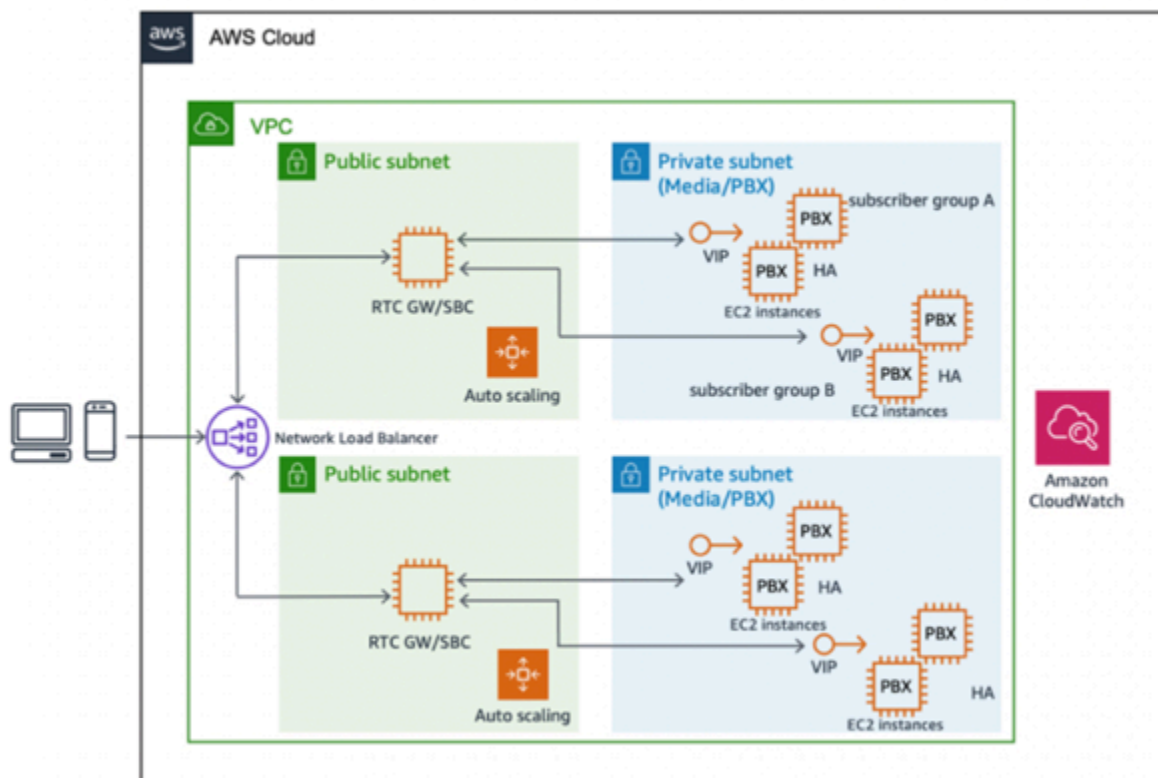 aws
AWS Cloud
VPC
Public subnet
Private subnet
(Media/PBX)
subscriber group A
PBX
VIP
PBX
HA
RTC GW/SBC
EC2 instances
PBX
VIP
PBX
HA
Auto scaling
subscriber group B
EC2 instances
Network Load Balancer
Public subnet
Private subnet
(Media/PBX)
Amazon
CloudWatch
PBX
VIP
PBX
HA
EC2 instances
RTC GW/SBC
PBX
VIP
PBX
HA
Auto scaling
EC2 instances